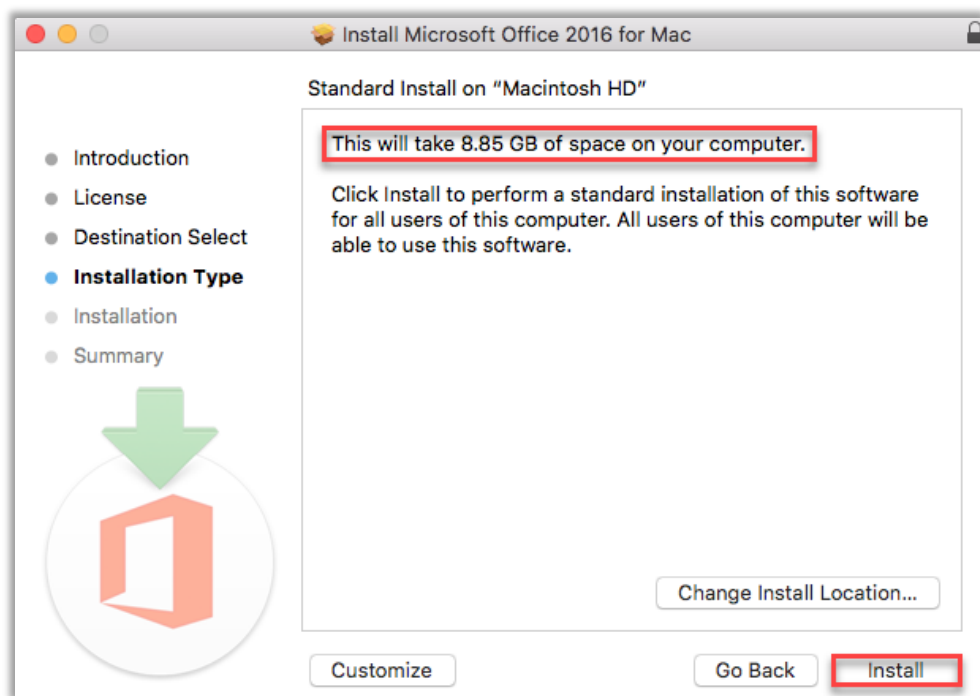 Install Microsoft Office 2016 for Mac
Standard Install on “Macintosh HD”
Introduction
License
Destination Select
Installation Type
Installation
Summary
This will take 8.85 GB of space on your computer.
Click Install to perform a standard installation of this software
for all users of this computer. All users of this computer will be
able to use this software.
Change Install Location...
Customize
Go Back
Install